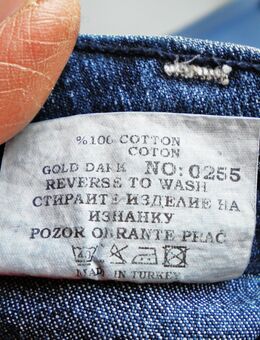 %100 COTTON
COTON
GOLD DARK NO: 0255
REVERSE TO WASH
СТИРАЙТЕ ИЗДЕЛИЕ НА
ИЗНАНКУ
POZOR OBRANTE PRAC
MADE IN TURKEY